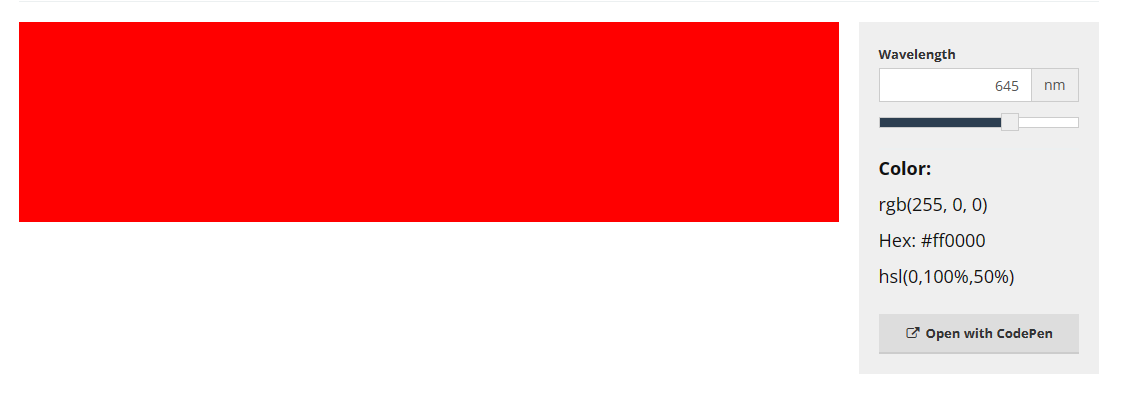 Wavelength
645 nm
Color:
rgb(255, 0, 0)
Hex: #ff0000
hsl(0,100%,50%)
Open with CodePen